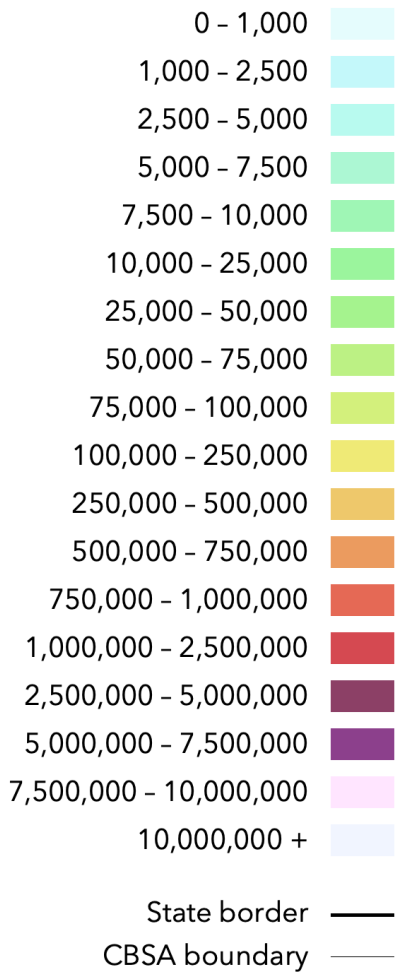 0 – 1,000
1,000 – 2,500
2,500 – 5,000
5,000 – 7,500
7,500 – 10,000
10,000 – 25,000
25,000 – 50,000
50,000 – 75,000
75,000 – 100,000
100,000 – 250,000
250,000 – 500,000
500,000 – 750,000
750,000 – 1,000,000
1,000,000 – 2,500,000
2,500,000 – 5,000,000
5,000,000 – 7,500,000
7,500,000 – 10,000,000
10,000,000 +
State border
CBSA boundary